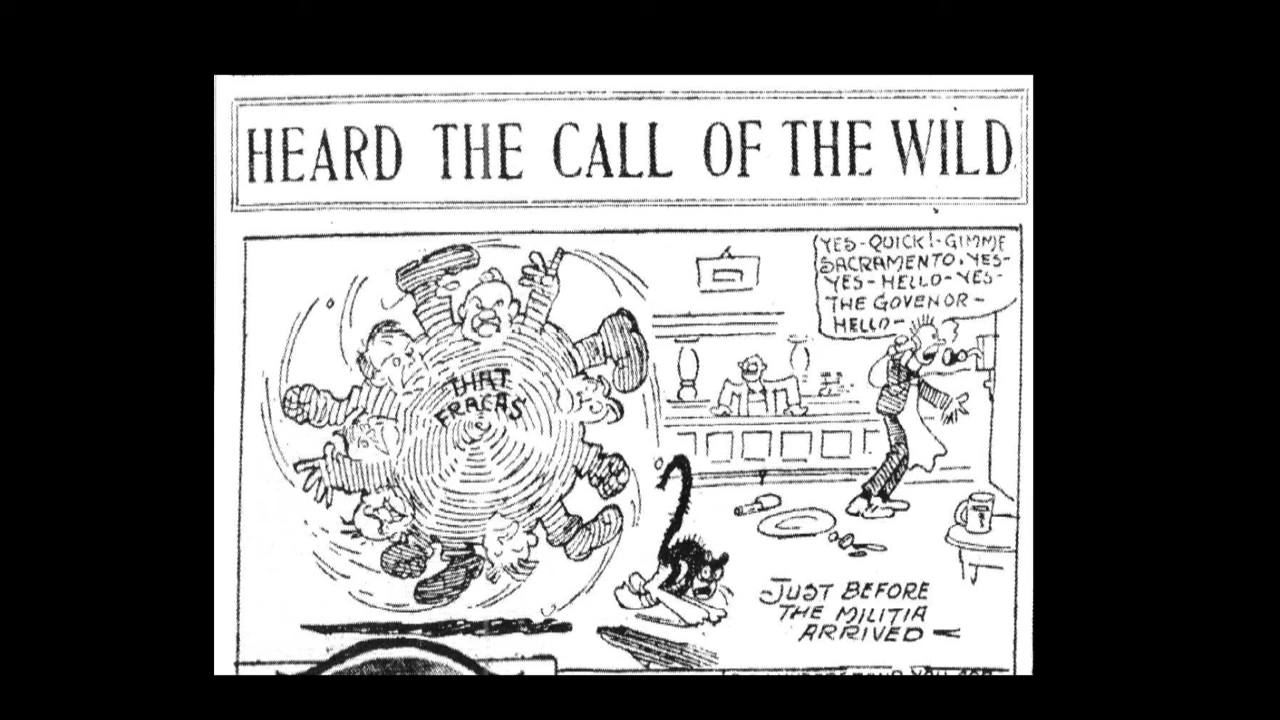 HEARD THE CALL OF THE WILD
YES-QUICK!-GIMME
SACRAMENTO. YES-
YES-HELLO-YES-
THE GOVENOR-
HELLO-
THAT
FRACAS
JUST BEFORE
THE MILITIA
ARRIVED